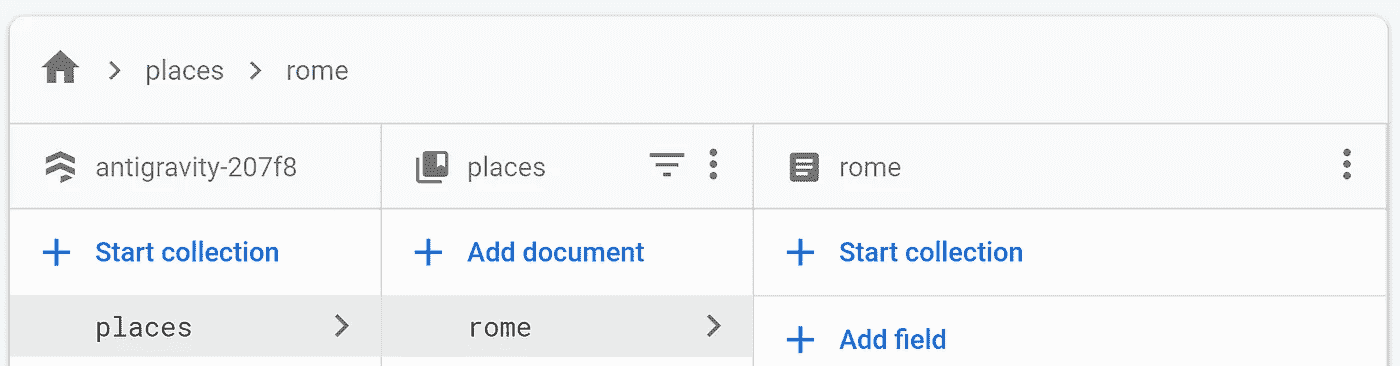 places rome
antigravity-207f8 places rome
Start collection Add document Start collection
places rome
Add field